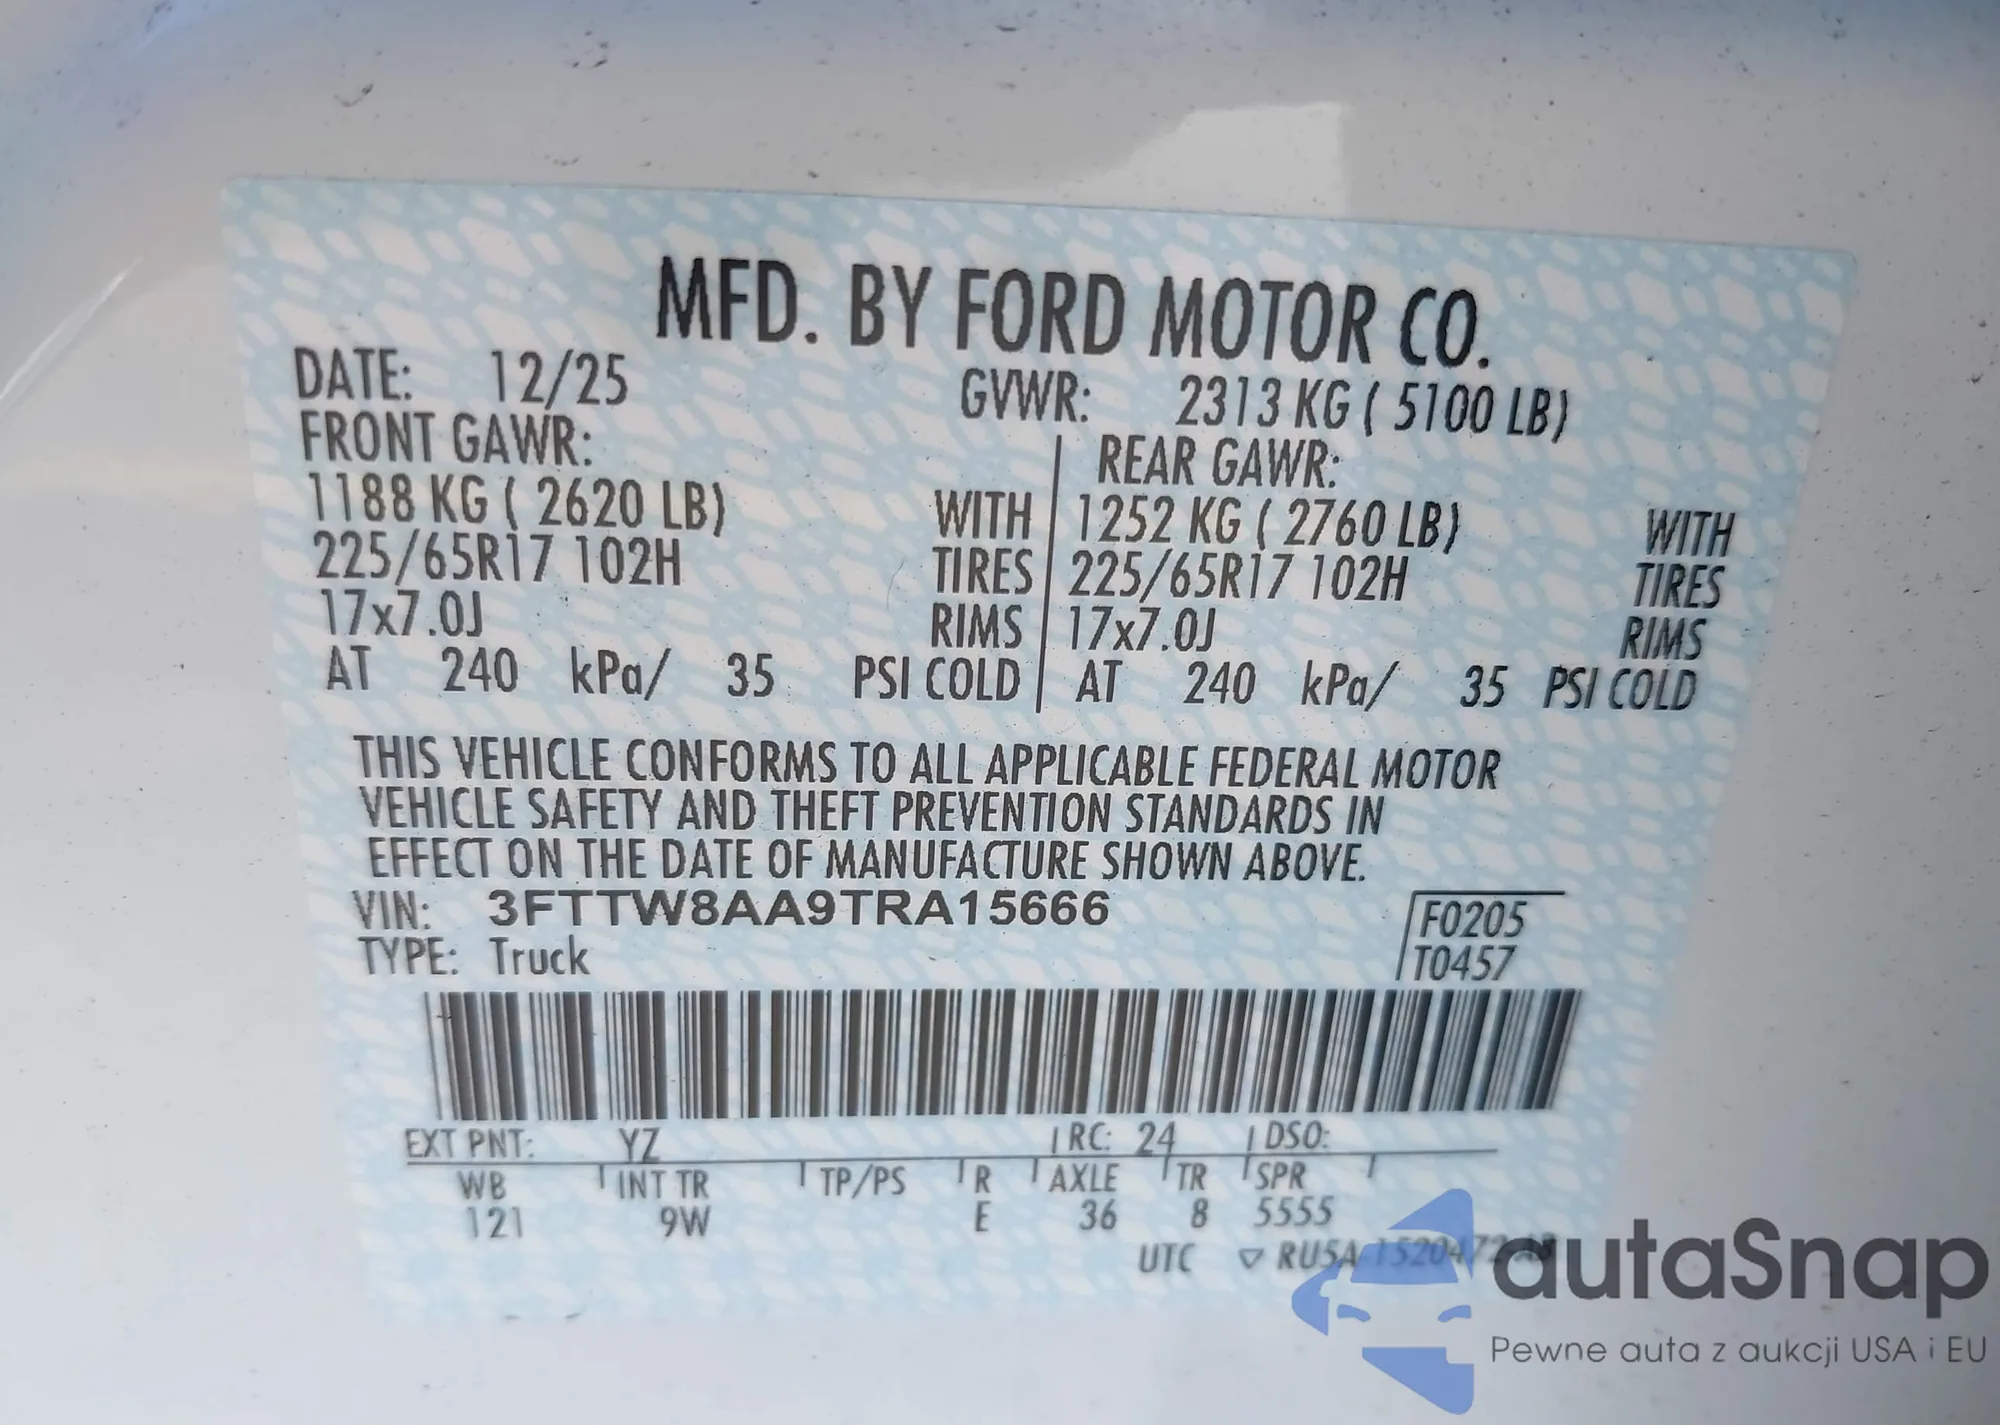 MFD. BY FORD MOTOR CO.
DATE: 12/25 GVWR: 2313 KG ( 5100 LB)
FRONT GAWR: REAR GAWR:
1188 KG ( 2620 LB) WITH 1252 KG ( 2760 LB) WITH
225/65R17 102H TIRES 225/65R17 102H TIRES
17x7.0J RIMS 17x7.0J RIMS
AT 240 kPa/ 35 PSI COLD AT 240 kPa/ 35 PSI COLD
THIS VEHICLE CONFORMS TO ALL APPLICABLE FEDERAL MOTOR
VEHICLE SAFETY AND THEFT PREVENTION STANDARDS IN
EFFECT ON THE DATE OF MANUFACTURE SHOWN ABOVE.
VIN: 3FTTW8AA9TRA15666 F0205
TYPE: Truck T0457
EXT PNT: YZ RC: 24 DSO:
WB INT TR TP/PS R AXLE TR SPR
121 9W E 36 8 5555
UTC ▽ RU5A
autaSnap
Pewne auta z aukcji USA i EU